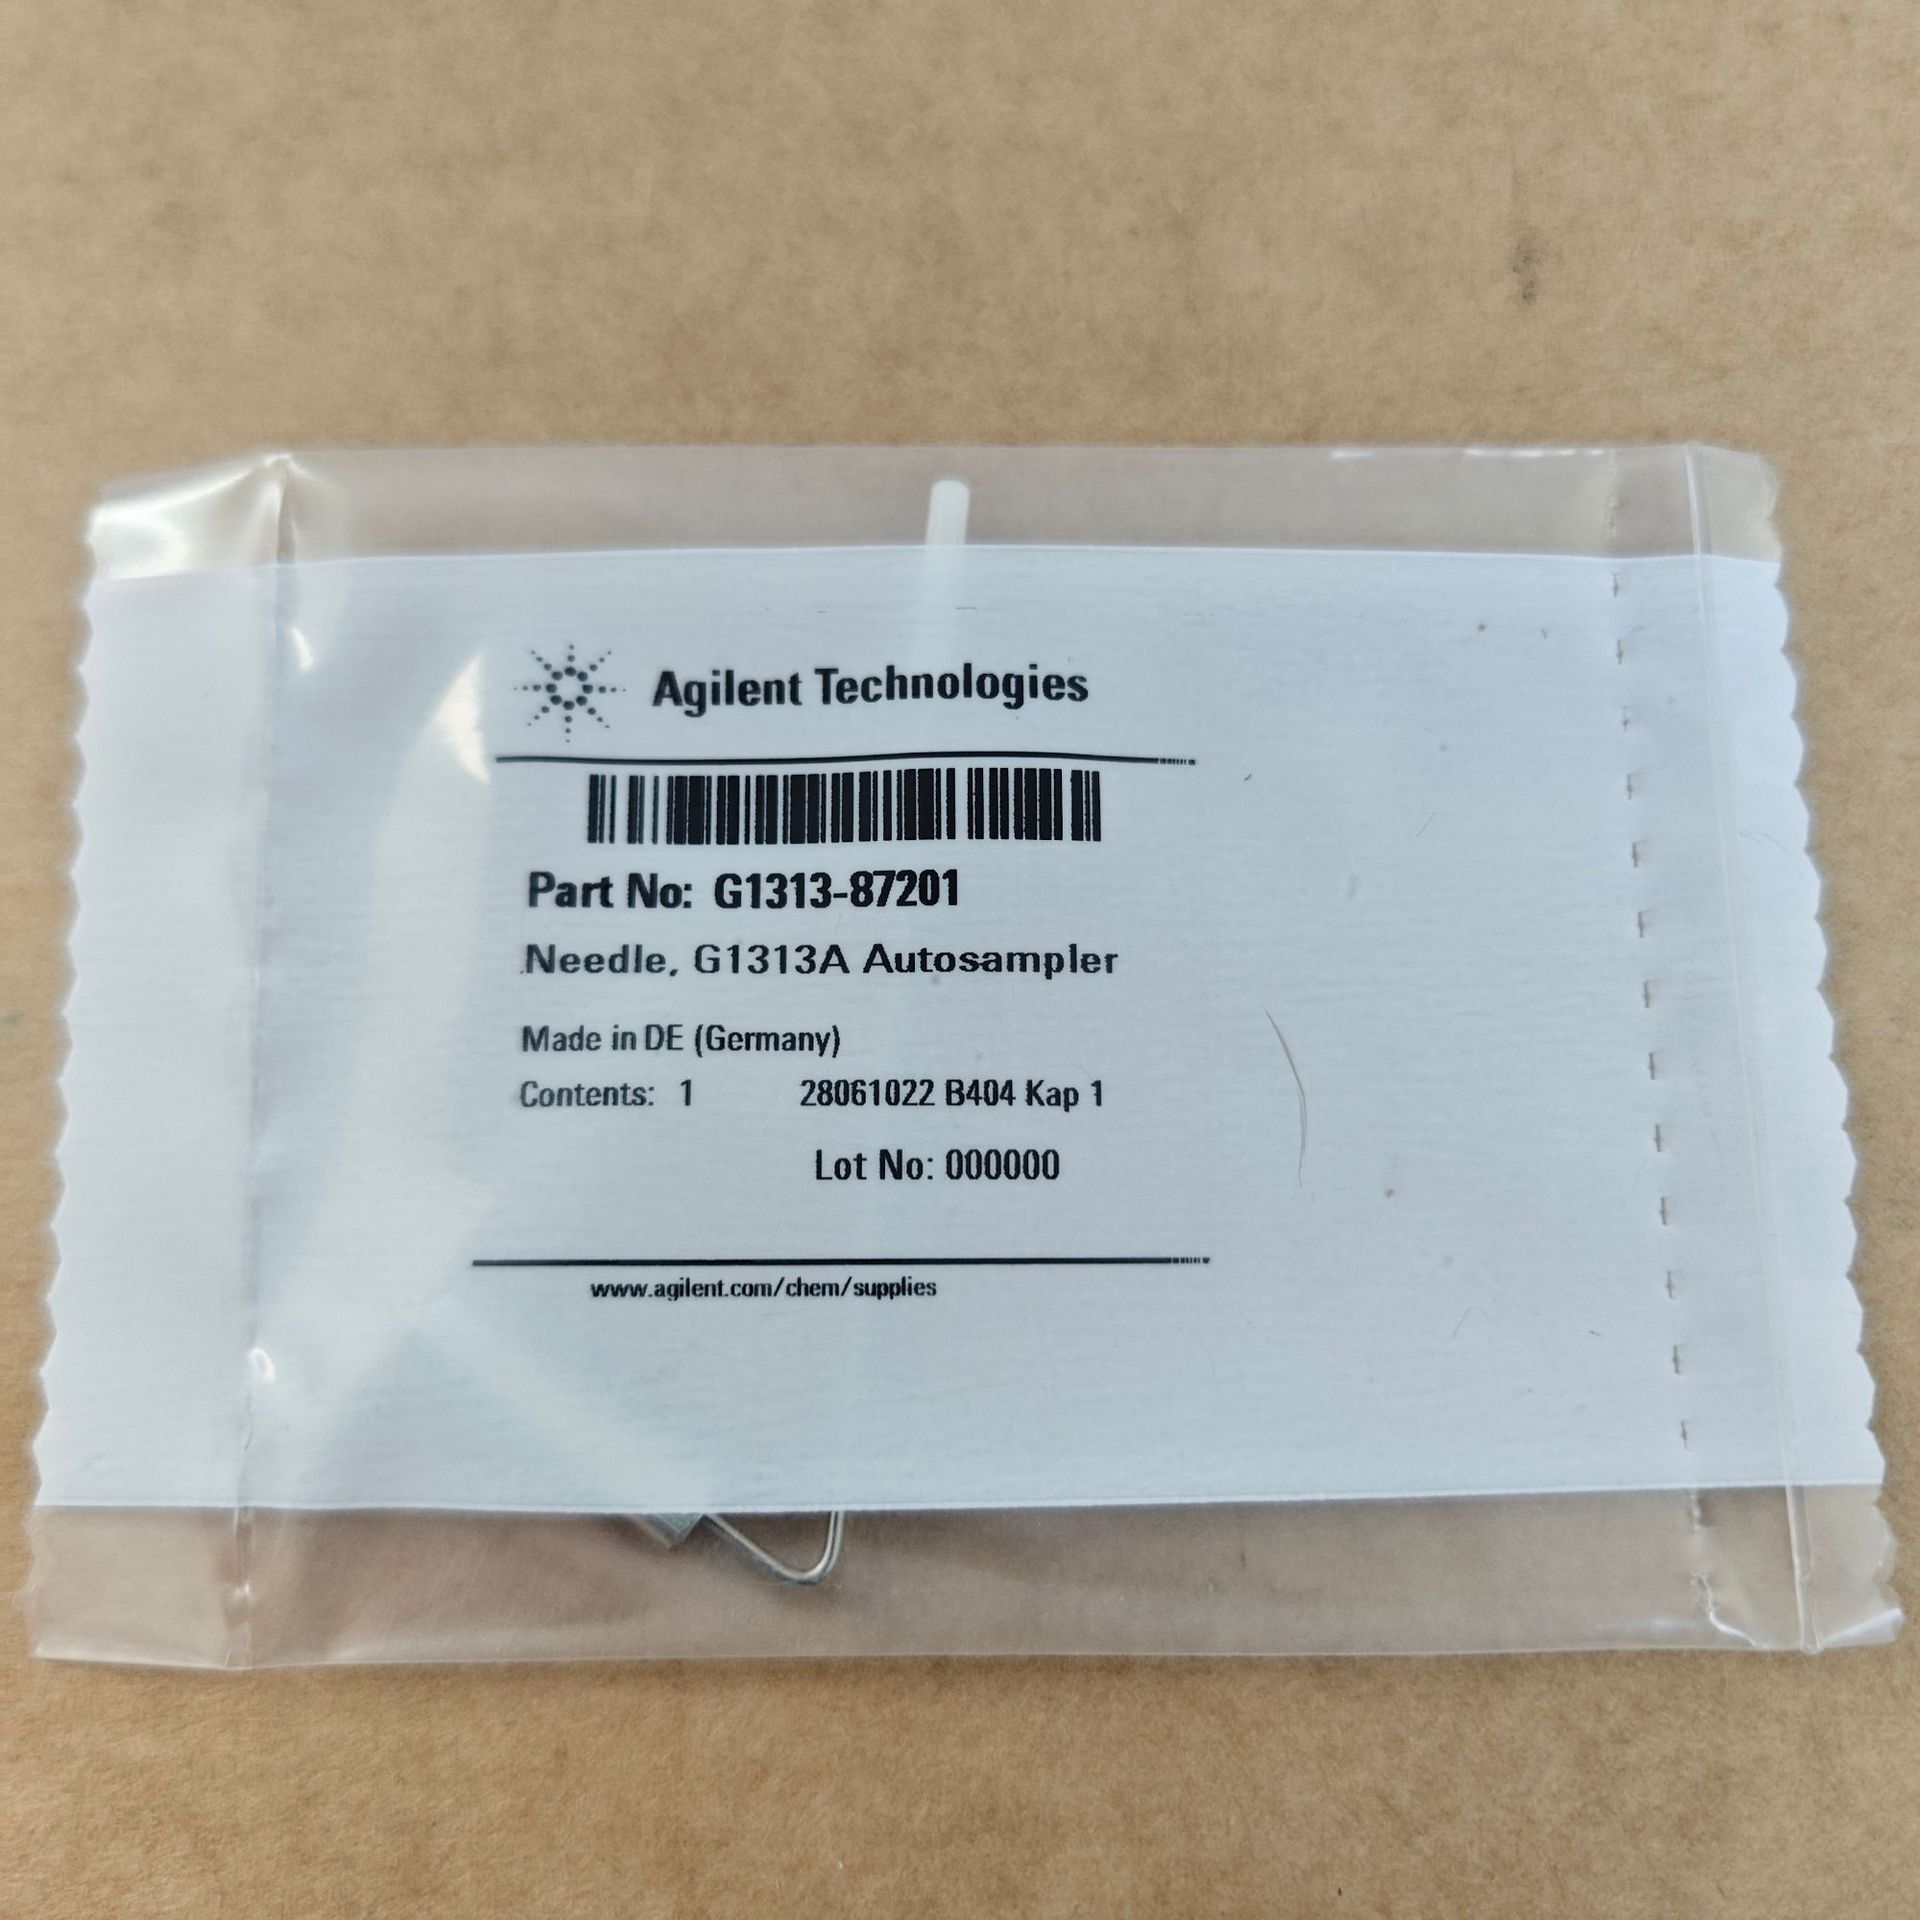 Agilent Technologies
Part No: G1313-87201
Needle, G1313A Autosampler
Made in DE (Germany)
Contents: 1 28061022 B404 Kap 1
Lot No: 000000
www.agilent.com/chem/supplies